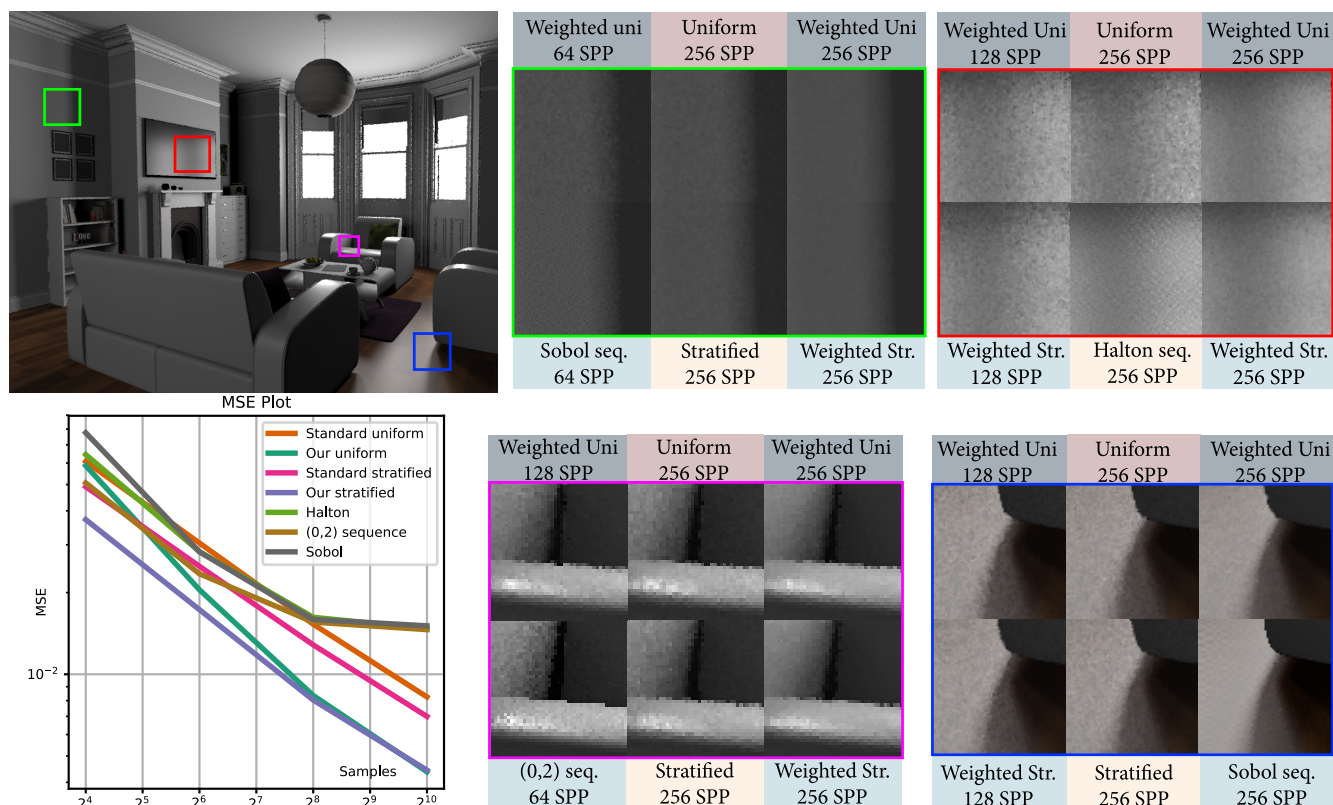 Weighted uni
64 SPP
Uniform
256 SPP
Weighted Uni
256 SPP
Sobol seq.
64 SPP
Stratified
256 SPP
Weighted Str.
256 SPP
Weighted Uni
128 SPP
Uniform
256 SPP
Weighted Uni
256 SPP
Weighted Str.
128 SPP
Halton seq.
256 SPP
Weighted Str.
256 SPP
Love
MSE Plot
Standard uniform
Our uniform
Standard stratified
Our stratified
Halton
(0,2) sequence
Sobol
MSE
10⁻²
Samples
2⁴
2⁵
2⁶
2⁷
2⁸
2⁹
2¹⁰
Weighted Uni
128 SPP
Uniform
256 SPP
Weighted Uni
256 SPP
(0,2) seq.
64 SPP
Stratified
256 SPP
Weighted Str.
256 SPP
Weighted Uni
128 SPP
Uniform
256 SPP
Weighted Uni
256 SPP
Weighted Str.
128 SPP
Stratified
256 SPP
Sobol seq.
256 SPP